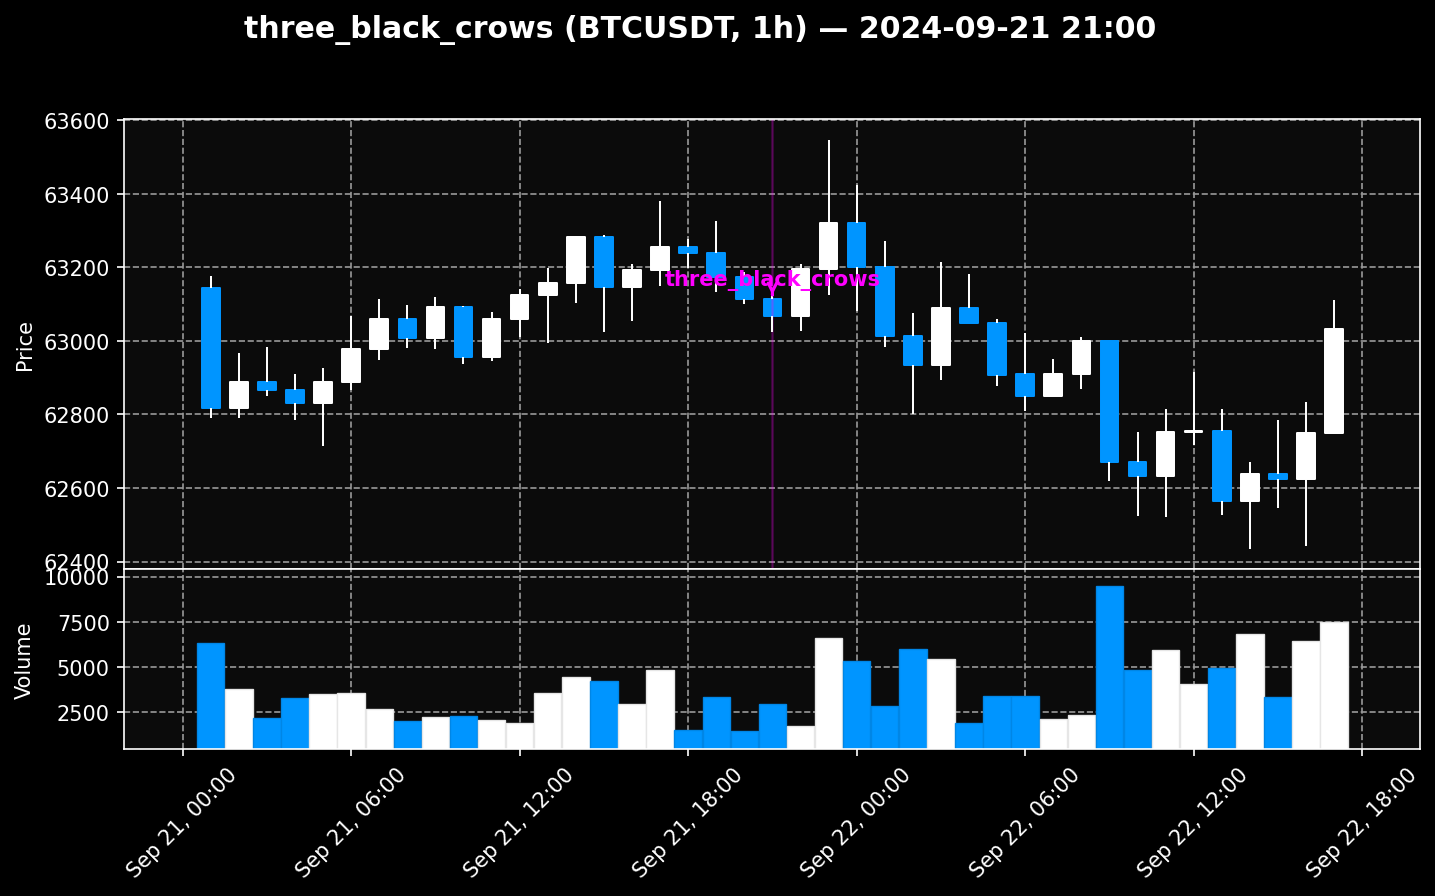 three_black_crows (BTCUSDT, 1h) — 2024-09-21 21:00
63600
63400
63200
63000
62800
62600
62400
Price
three_black_crows
10000
7500
5000
2500
Volume
Sep 21, 00:00
Sep 21, 06:00
Sep 21, 12:00
Sep 21, 18:00
Sep 22, 00:00
Sep 22, 06:00
Sep 22, 12:00
Sep 22, 18:00